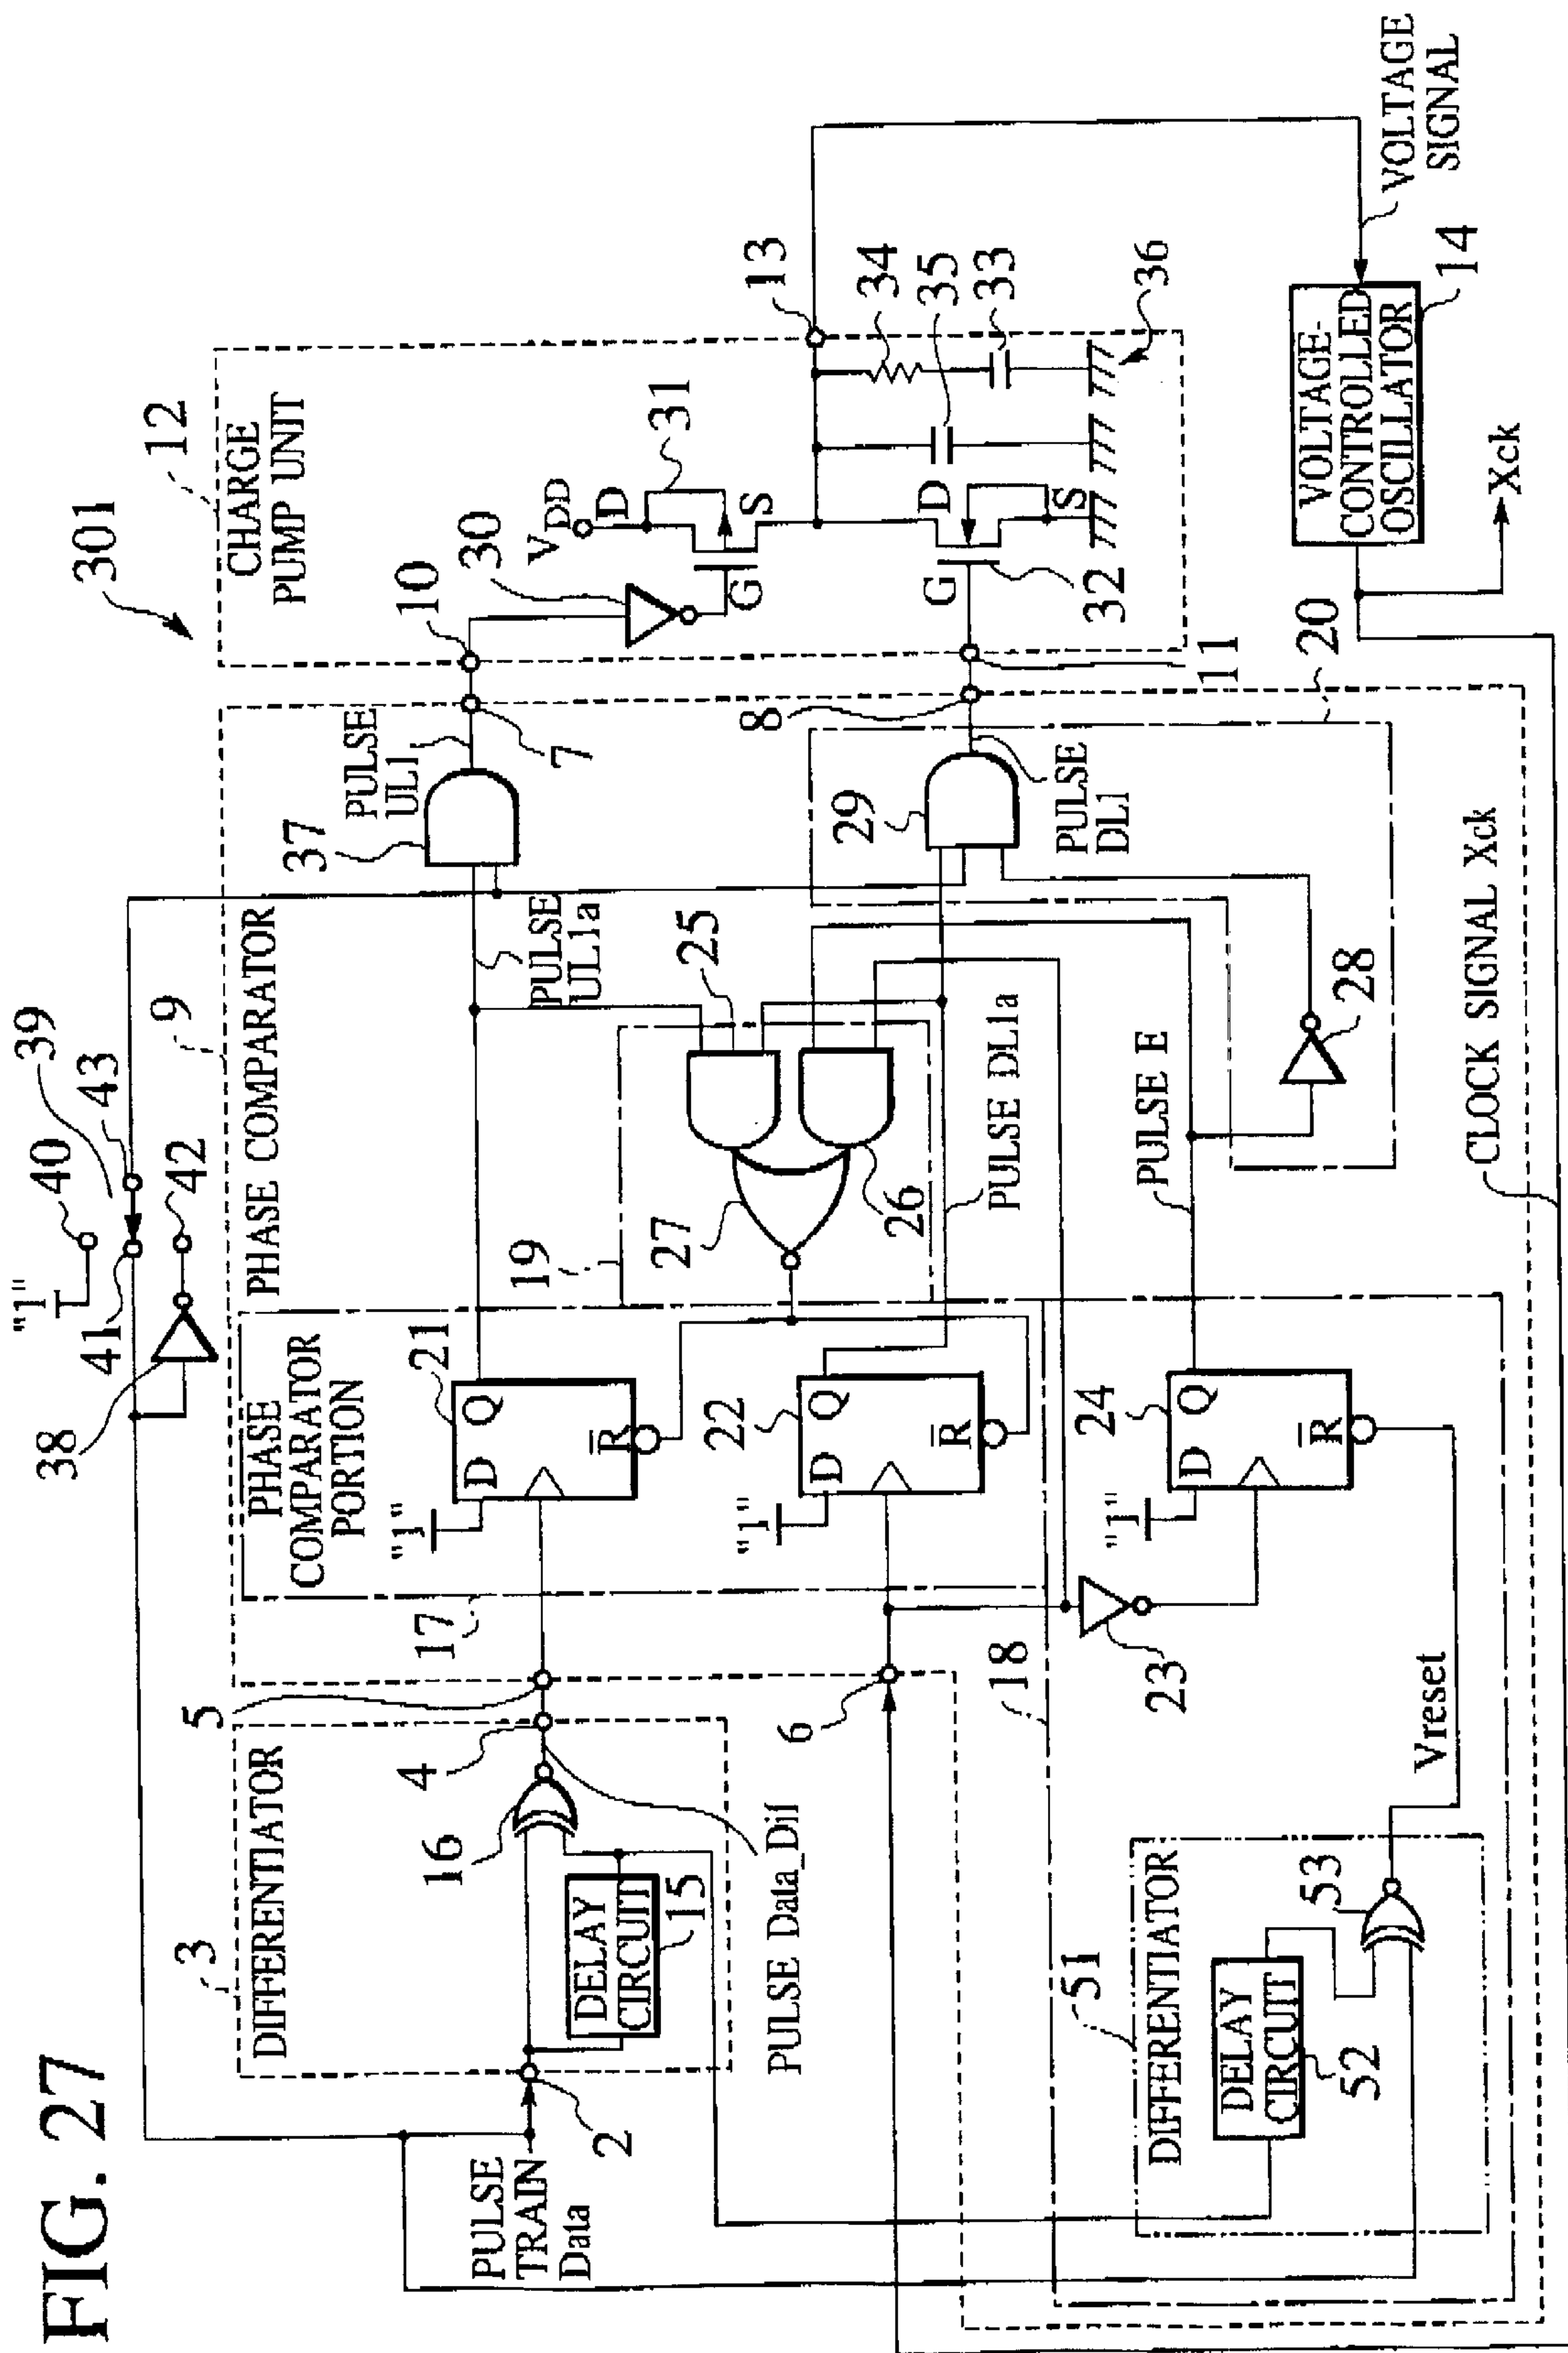 FIG. 27
301
"1"
40
39
43
41
42
38
9
12
3
DIFFERENTIATOR
16
4
5
DELAY
CIRCUIT
15
PULSE
TRAIN
Data
2
PULSE Data_Dif
6
PHASE COMPARATOR
PHASE
COMPARATOR
PORTION
17
"1"
D
Q
R
21
"1"
D
Q
R
22
"1"
D
Q
R
24
18
23
Vreset
51
DIFFERENTIATOR
DELAY
CIRCUIT
52
53
19
27
25
26
PULSE
UL1a
PULSE DL1a
PULSE E
37
PULSE
UL1
7
29
8
PULSE
DL1
28
20
CLOCK SIGNAL Xck
CHARGE
PUMP UNIT
10
30
VDD
D
31
G
S
11
G
D
S
32
13
34
35
33
36
VOLTAGE-
CONTROLLED
OSCILLATOR
14
VOLTAGE
SIGNAL
Xck